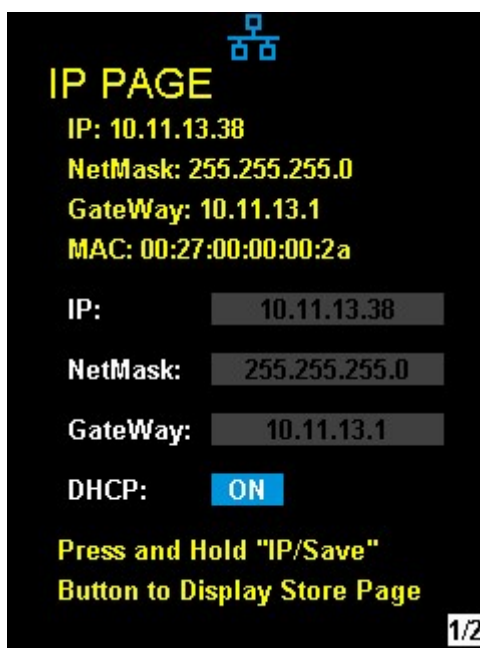 IP PAGE
IP: 10.11.13.38
NetMask: 255.255.255.0
GateWay: 10.11.13.1
MAC: 00:27:00:00:00:2a
IP: 10.11.13.38
NetMask: 255.255.255.0
GateWay: 10.11.13.1
DHCP: ON
Press and Hold "IP/Save"
Button to Display Store Page
1/2